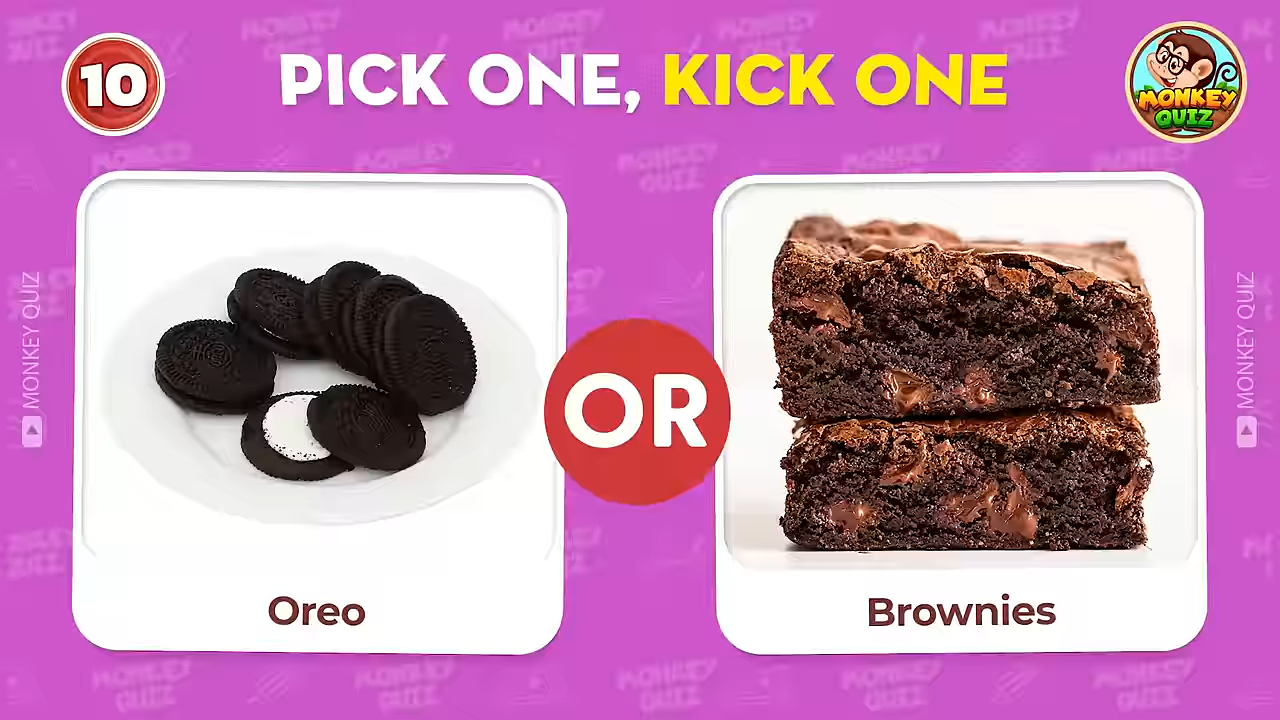 10
PICK ONE, KICK ONE
MONKEY
QUIZ
MONKEY QUIZ
OR
MONKEY QUIZ
Oreo
Brownies